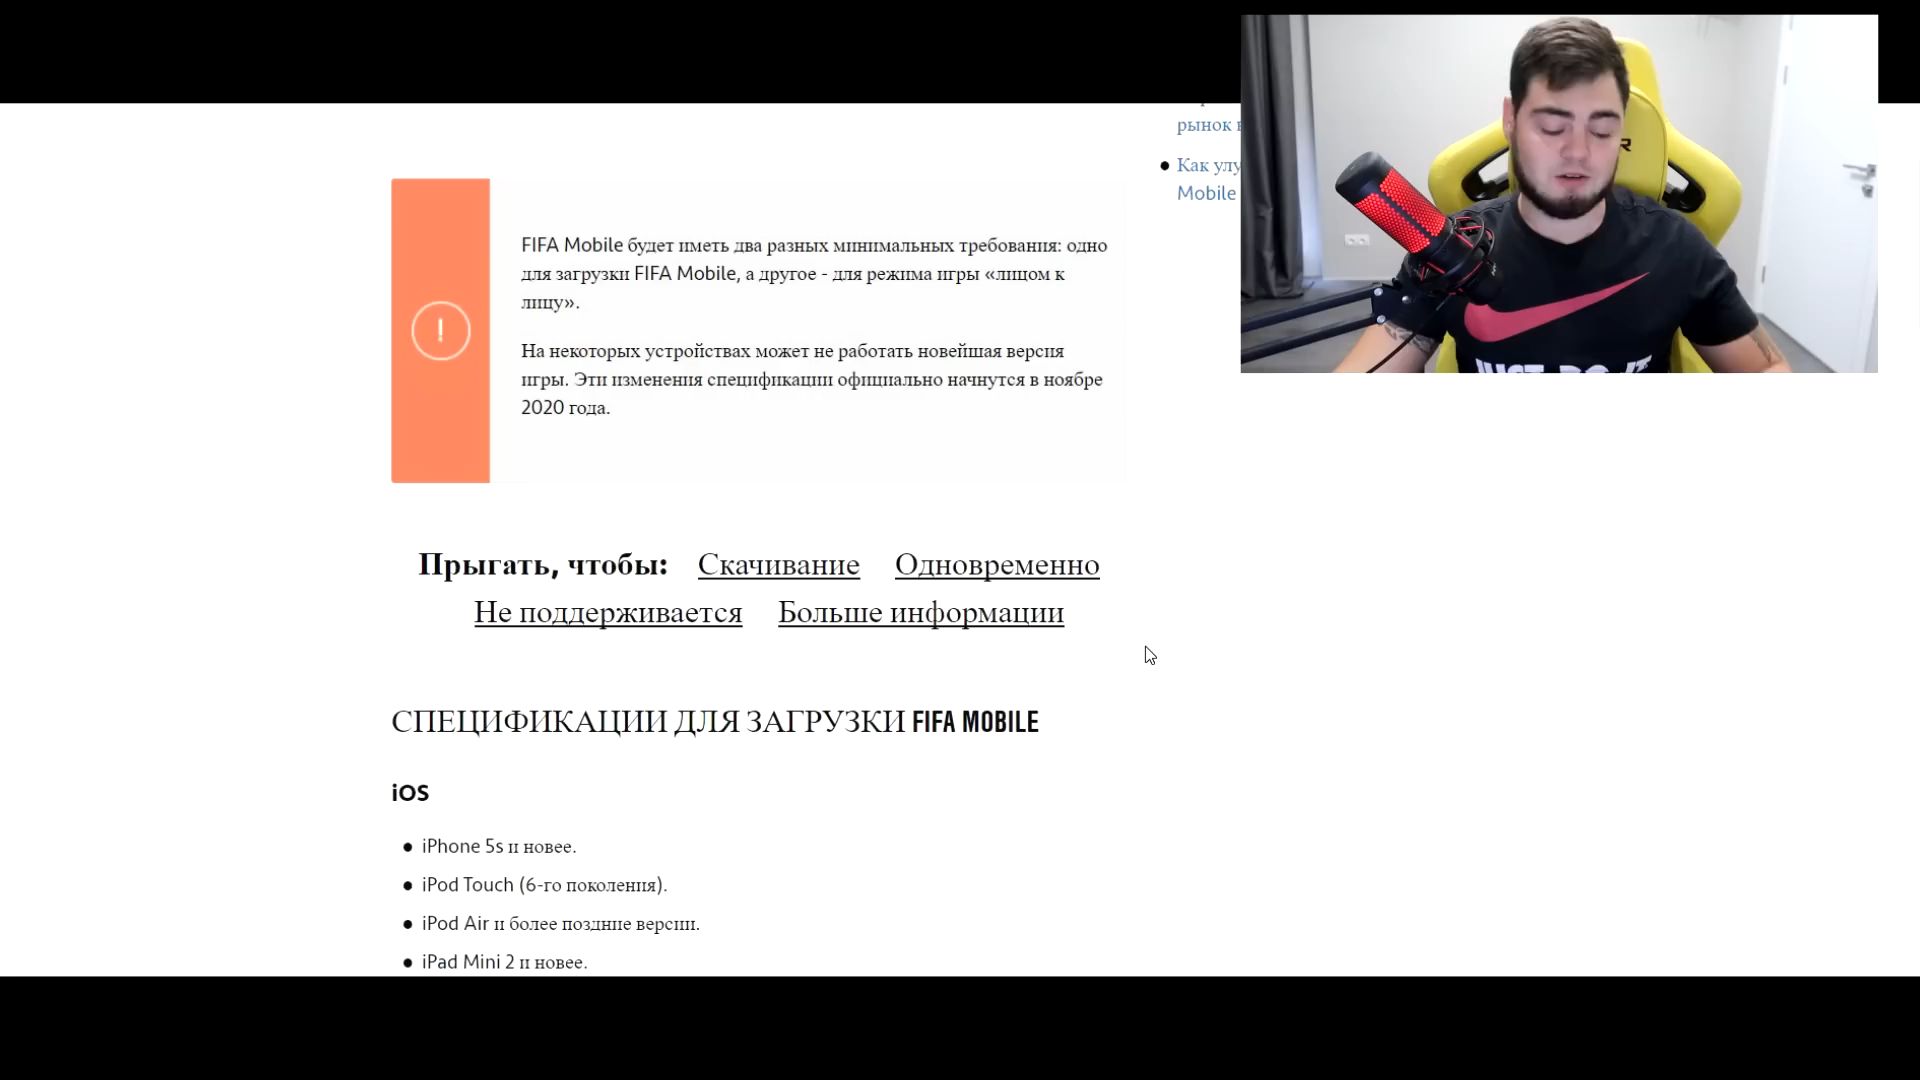 рынок
Как улу
Mobile
FIFA Mobile будет иметь два разных минимальных требования: одно
для загрузки FIFA Mobile, а другое - для режима игры «лицом к
лицу».
На некоторых устройствах может не работать новейшая версия
игры. Эти изменения спецификации официально начнутся в ноябре
2020 года.
Прыгать, чтобы: Скачивание Одновременно
Не поддерживается Больше информации
СПЕЦИФИКАЦИИ ДЛЯ ЗАГРУЗКИ FIFA MOBILE
iOS
iPhone 5s и новее.
iPod Touch (6-го поколения).
iPod Air и более поздние версии.
iPad Mini 2 и новее.
JUST DO IT